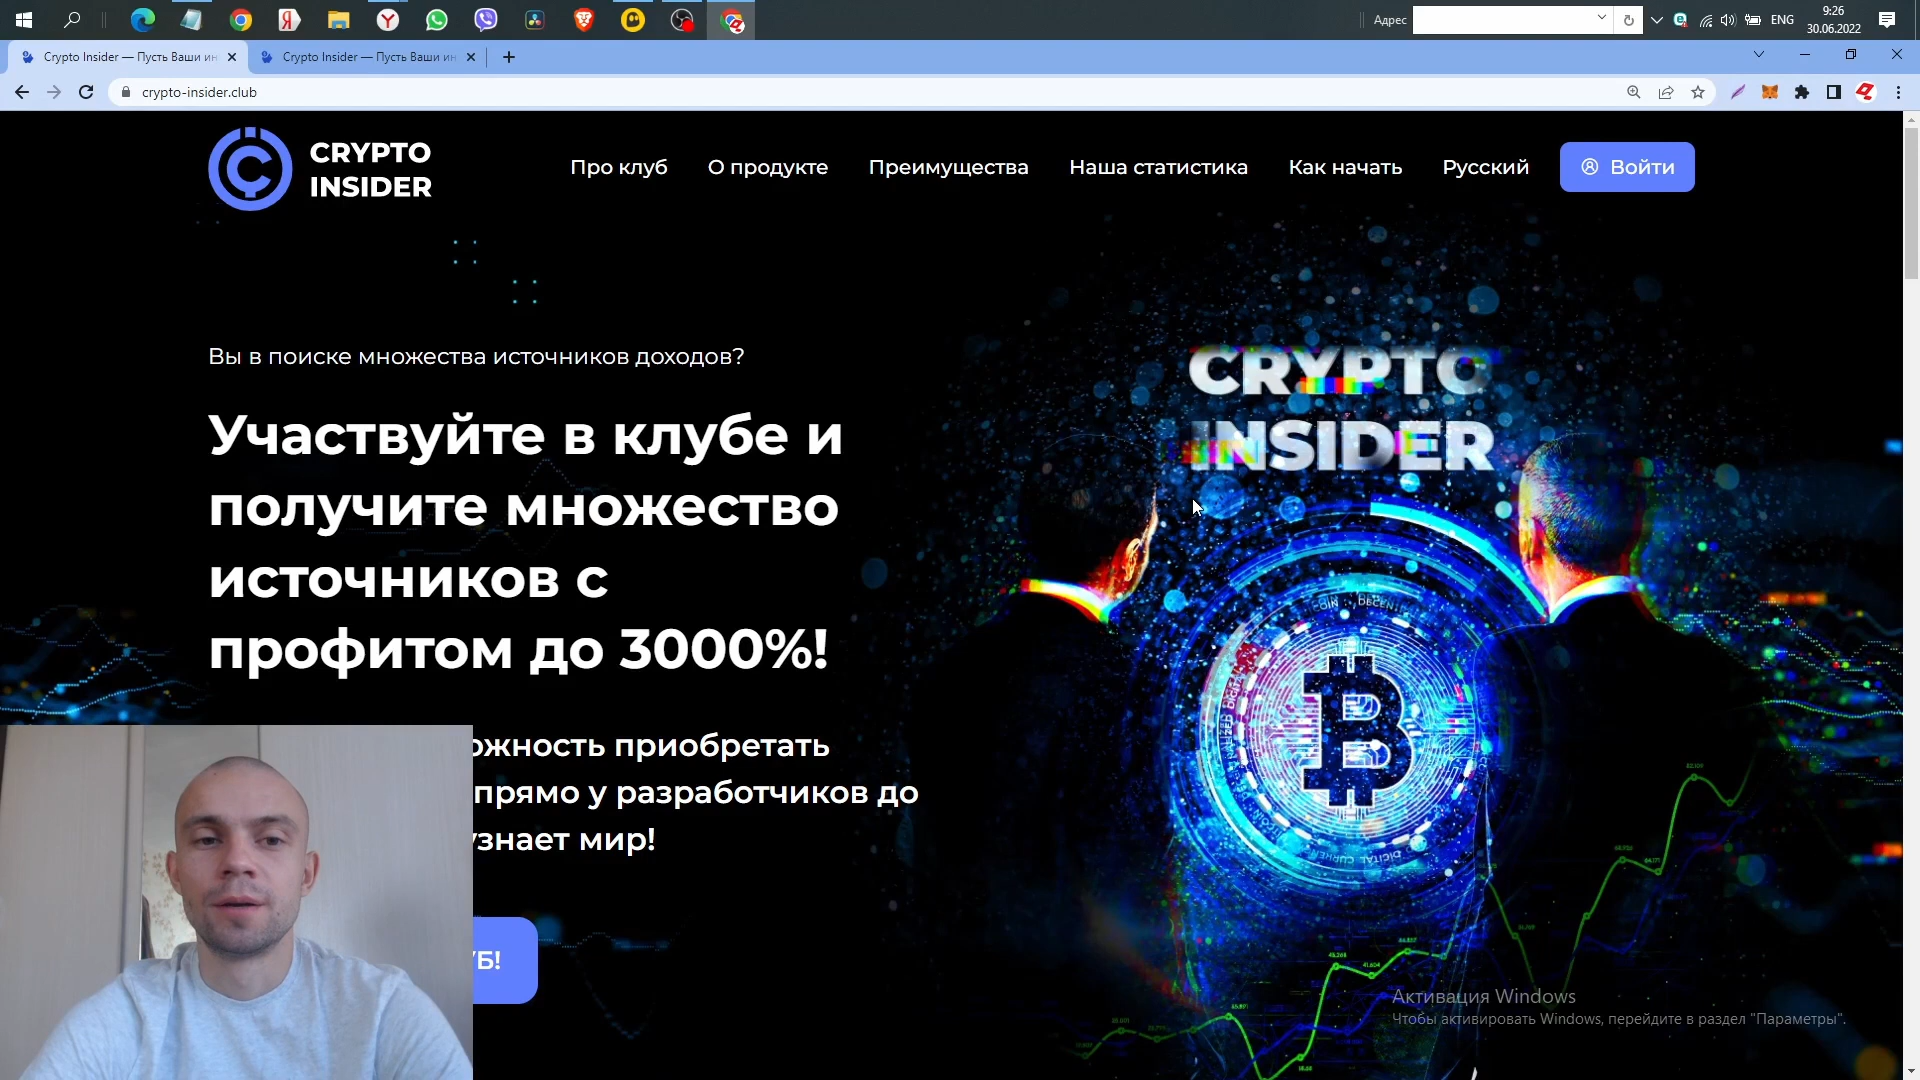 Адрес
ENG
9:26
30.06.2022
Crypto Insider — Пусть Ваши ин
Crypto Insider — Пусть Ваши ин
crypto-insider.club
CRYPTO
INSIDER
Про клуб
О продукте
Преимущества
Наша статистика
Как начать
Русский
Войти
Вы в поиске множества источников доходов?
Участвуйте в клубе и
получите множество
источников с
профитом до 3000%!
ожность приобретать
прямо у разработчиков до
узнает мир!
УБ!
CRYPTO
INSIDER
DIGITAL CURREN
Активация Windows
Чтобы активировать Windows, перейдите в раздел "Параметры".